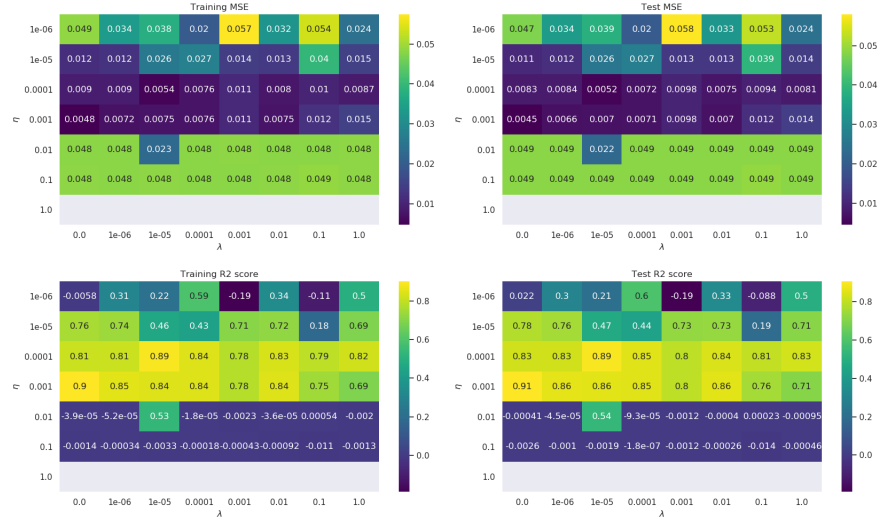 Training MSE
1e-06 0.049 0.034 0.038 0.02 0.057 0.032 0.054 0.024
1e-05 0.012 0.012 0.026 0.027 0.014 0.013 0.04 0.015
0.0001 0.009 0.009 0.0054 0.0076 0.011 0.008 0.01 0.0087
0.001 0.0048 0.0072 0.0075 0.0076 0.011 0.0075 0.012 0.015
0.01 0.048 0.048 0.023 0.048 0.048 0.048 0.048 0.048
0.1 0.048 0.048 0.048 0.048 0.048 0.048 0.049 0.048
1.0
0.0 1e-06 1e-05 0.0001 0.001 0.01 0.1 1.0
λ
η
0.05
0.04
0.03
0.02
0.01
Test MSE
1e-06 0.047 0.034 0.039 0.02 0.058 0.033 0.053 0.024
1e-05 0.011 0.012 0.026 0.027 0.013 0.013 0.039 0.014
0.0001 0.0083 0.0084 0.0052 0.0072 0.0098 0.0075 0.0094 0.0081
0.001 0.0045 0.0066 0.007 0.0071 0.0098 0.007 0.012 0.014
0.01 0.049 0.049 0.022 0.049 0.049 0.049 0.049 0.049
0.1 0.049 0.049 0.049 0.049 0.049 0.049 0.049 0.049
1.0
0.0 1e-06 1e-05 0.0001 0.001 0.01 0.1 1.0
λ
η
0.05
0.04
0.03
0.02
0.01
Training R2 score
1e-06 -0.0058 0.31 0.22 0.59 -0.19 0.34 -0.11 0.5
1e-05 0.76 0.74 0.46 0.43 0.71 0.72 0.18 0.69
0.0001 0.81 0.81 0.89 0.84 0.78 0.83 0.79 0.82
0.001 0.9 0.85 0.84 0.84 0.78 0.84 0.75 0.69
0.01 -3.9e-05 -5.2e-05 0.53 -1.8e-05 -0.0023 -3.6e-05 0.00054 -0.002
0.1 -0.0014 -0.00034 -0.0033 -0.00018 -0.00043 -0.00092 -0.011 -0.0013
1.0
0.0 1e-06 1e-05 0.0001 0.001 0.01 0.1 1.0
λ
η
0.8
0.6
0.4
0.2
0.0
Test R2 score
1e-06 0.022 0.3 0.21 0.6 -0.19 0.33 -0.088 0.5
1e-05 0.78 0.76 0.47 0.44 0.73 0.73 0.19 0.71
0.0001 0.83 0.83 0.89 0.85 0.8 0.84 0.81 0.83
0.001 0.91 0.86 0.86 0.85 0.8 0.86 0.76 0.71
0.01 -0.00041 -4.5e-05 0.54 -9.3e-05 -0.0012 -0.0004 0.00023 -0.00095
0.1 -0.0026 -0.001 -0.0019 -1.8e-07 -0.0012 -0.00026 -0.014 -0.00046
1.0
0.0 1e-06 1e-05 0.0001 0.001 0.01 0.1 1.0
λ
η
0.8
0.6
0.4
0.2
0.0